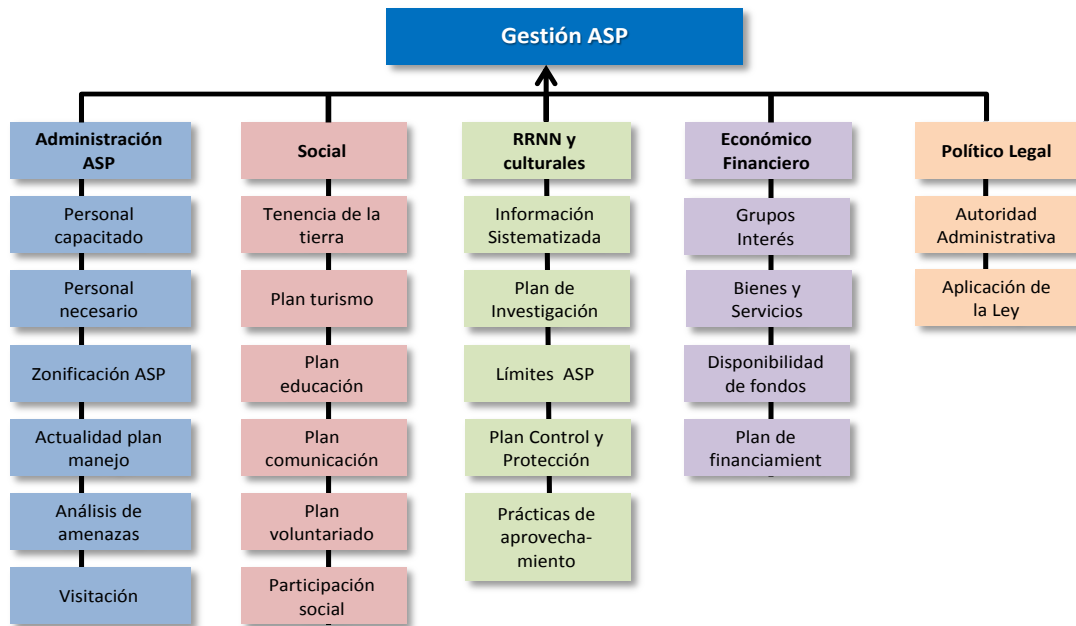 Gestión ASP
Administración
ASP
Personal
capacitado
Personal
necesario
Zonificación ASP
Actualidad plan
manejo
Análisis de
amenazas
Visitación
Social
Tenencia de la
tierra
Plan turismo
Plan
educación
Plan
comunicación
Plan
voluntariado
Participación
social
RRNN y
culturales
Información
Sistematizada
Plan de
Investigación
Límites ASP
Plan Control y
Protección
Prácticas de
aprovecha-
miento
Económico
Financiero
Grupos
Interés
Bienes y
Servicios
Disponibilidad
de fondos
Plan de
financiamient
Político Legal
Autoridad
Administrativa
Aplicación de
la Ley